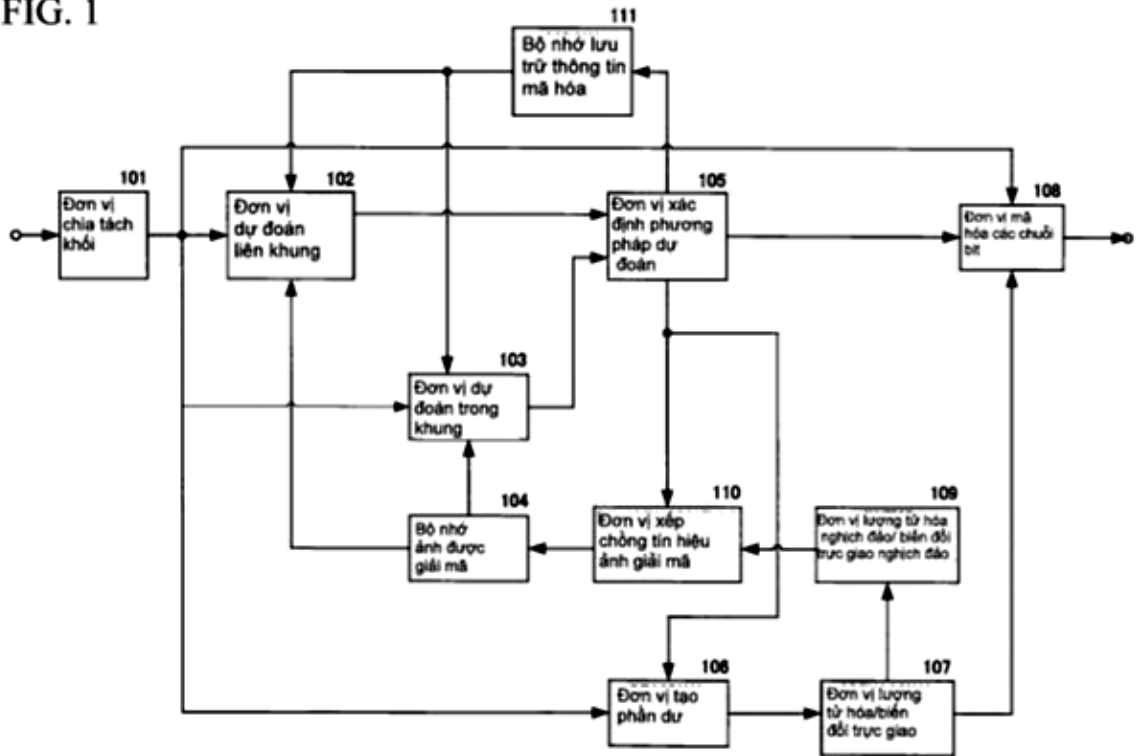 FIG. 1
111
Bộ nhớ lưu
trữ thông tin
mã hóa
101
Đơn vị
chia tách
khối
102
Đơn vị
dự đoán
liên khung
105
Đơn vị xác
định phương
pháp dự
đoán
108
Đơn vị mã
hóa các chuỗi
bit
103
Đơn vị dự
đoán trong
khung
104
Bộ nhớ
ảnh được
giải mã
110
Đơn vị xếp
chồng tín hiệu
ảnh giải mã
109
Đơn vị lượng tử hóa
nghịch đảo/ biến đổi
trực giao nghịch đảo
106
Đơn vị tạo
phần dư
107
Đơn vị lượng
tử hóa/biến
đổi trực giao